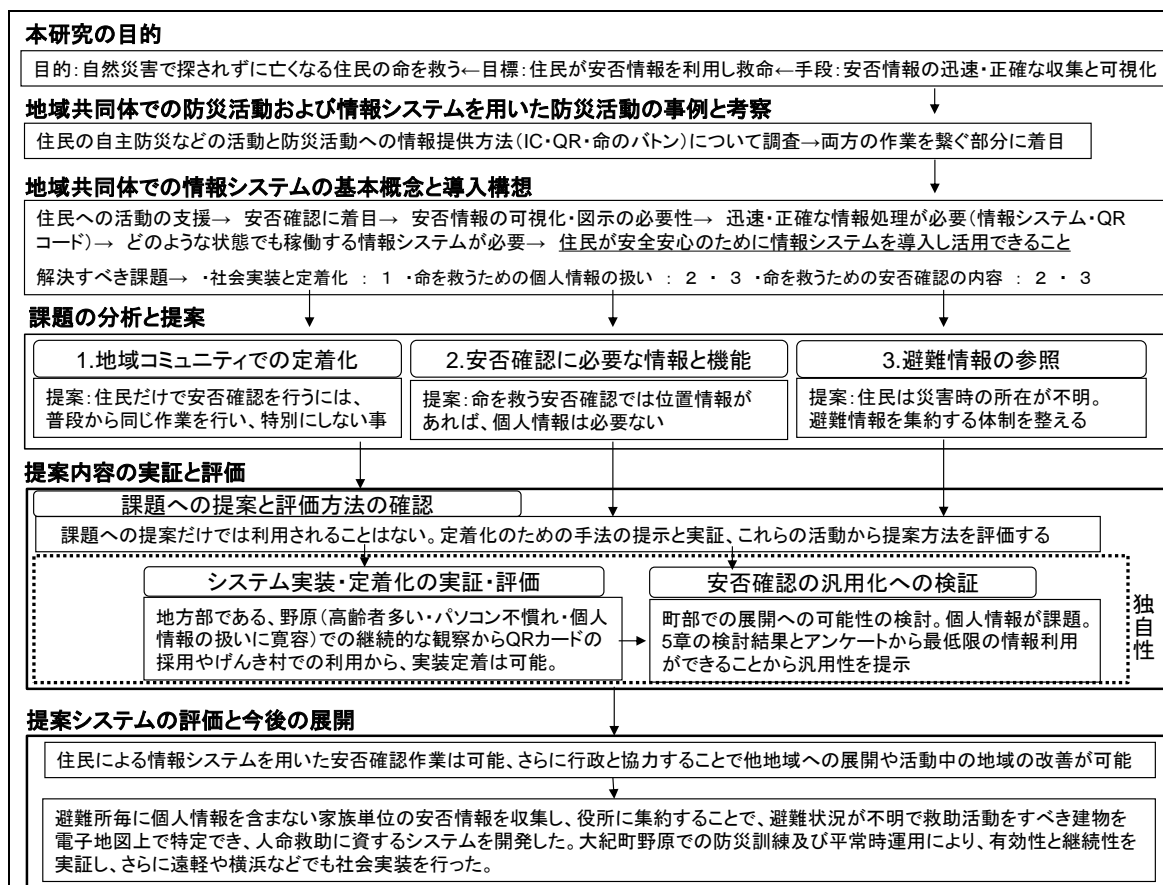 本研究の目的
目的：自然災害で探されずに亡くなる住民の命を救う←目標：住民が安否情報を利用し救命←手段：安否情報の迅速・正確な収集と可視化
地域共同体での防災活動および情報システムを用いた防災活動の事例と考察
住民の自主防災などの活動と防災活動への情報提供方法（IC・QR・命のバトン）について調査→両方の作業を繋ぐ部分に着目
地域共同体での情報システムの基本概念と導入構想
住民への活動の支援→ 安否確認に着目→ 安否情報の可視化・図示の必要性→ 迅速・正確な情報処理が必要（情報システム・QR
コード）→ どのような状態でも稼働する情報システムが必要→ 住民が安全安心のために情報システムを導入し活用できること
解決すべき課題→ ・社会実装と定着化 ： １ ・命を救うための個人情報の扱い ： ２ ・ ３ ・命を救うための安否確認の内容 ： ２ ・ ３
課題の分析と提案
1.地域コミュニティでの定着化
提案：住民だけで安否確認を行うには、
普段から同じ作業を行い、特別にしない事
2.安否確認に必要な情報と機能
提案：命を救う安否確認では位置情報が
あれば、個人情報は必要ない
3.避難情報の参照
提案：住民は災害時の所在が不明。
避難情報を集約する体制を整える
提案内容の実証と評価
課題への提案と評価方法の確認
課題への提案だけでは利用されることはない。定着化のための手法の提示と実証、これらの活動から提案方法を評価する
システム実装・定着化の実証・評価
地方部である、野原（高齢者多い・パソコン不慣れ・個人
情報の扱いに寛容）での継続的な観察からQRカードの
採用やげんき村での利用から、実装定着は可能。
安否確認の汎用化への検証
町部での展開への可能性の検討。個人情報が課題。
5章の検討結果とアンケートから最低限の情報利用
ができることから汎用性を提示
独自性
提案システムの評価と今後の展開
住民による情報システムを用いた安否確認作業は可能、さらに行政と協力することで他地域への展開や活動中の地域の改善が可能
避難所毎に個人情報を含まない家族単位の安否情報を収集し、役所に集約することで、避難状況が不明で救助活動をすべき建物を
電子地図上で特定でき、人命救助に資するシステムを開発した。大紀町野原での防災訓練及び平常時運用により、有効性と継続性を
実証し、さらに遠軽や横浜などでも社会実装を行った。